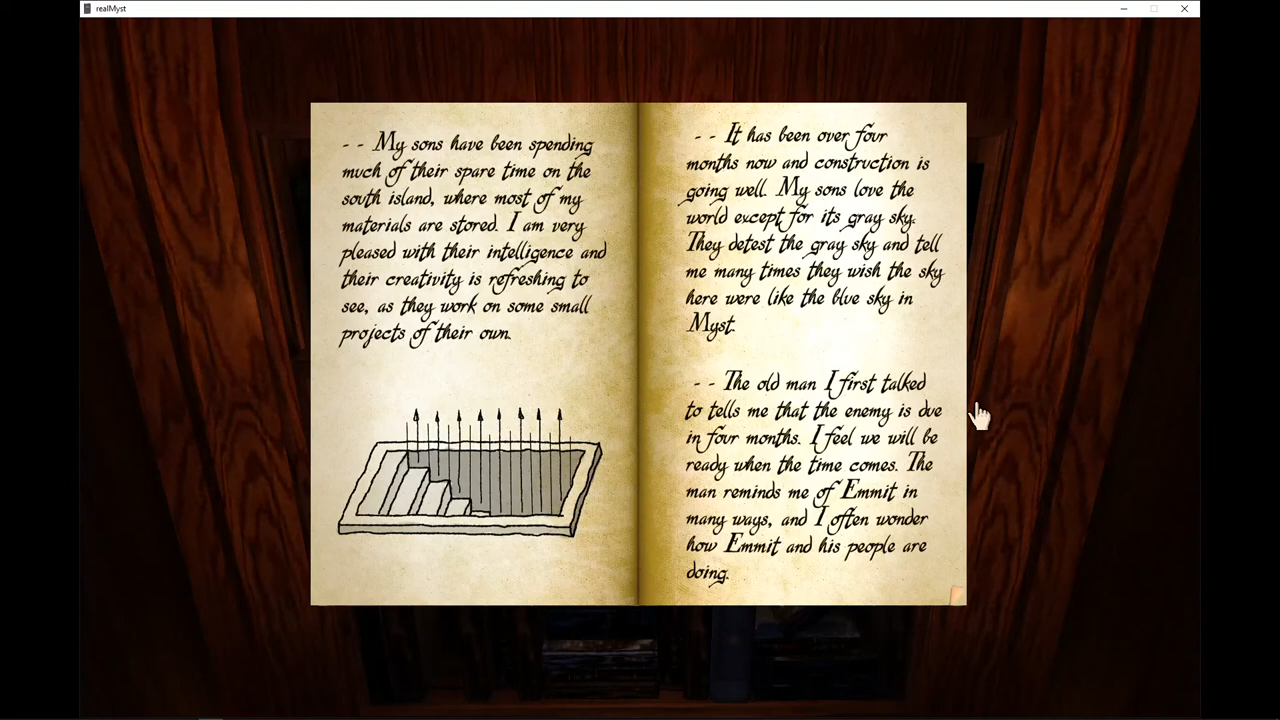 realMyst
- - My sons have been spending
much of their spare time on the
south island, where most of my
materials are stored. I am very
pleased with their intelligence and
their creativity is refreshing to
see, as they work on some small
projects of their own.
- - It has been over four
months now and construction is
going well. My sons love the
world except for its gray sky.
They detest the gray sky and tell
me many times they wish the sky
here were like the blue sky in
Myst.
- - The old man I first talked
to tells me that the enemy is due
in four months. I feel we will be
ready when the time comes. The
man reminds me of Emmit in
many ways, and I often wonder
how Emmit and his people are
doing.